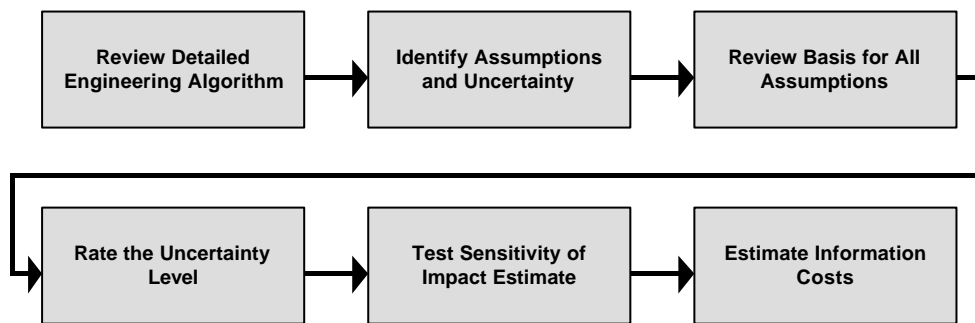 Review Detailed
Engineering Algorithm
Identify Assumptions
and Uncertainty
Review Basis for All
Assumptions
Rate the Uncertainty
Level
Test Sensitivity of
Impact Estimate
Estimate Information
Costs